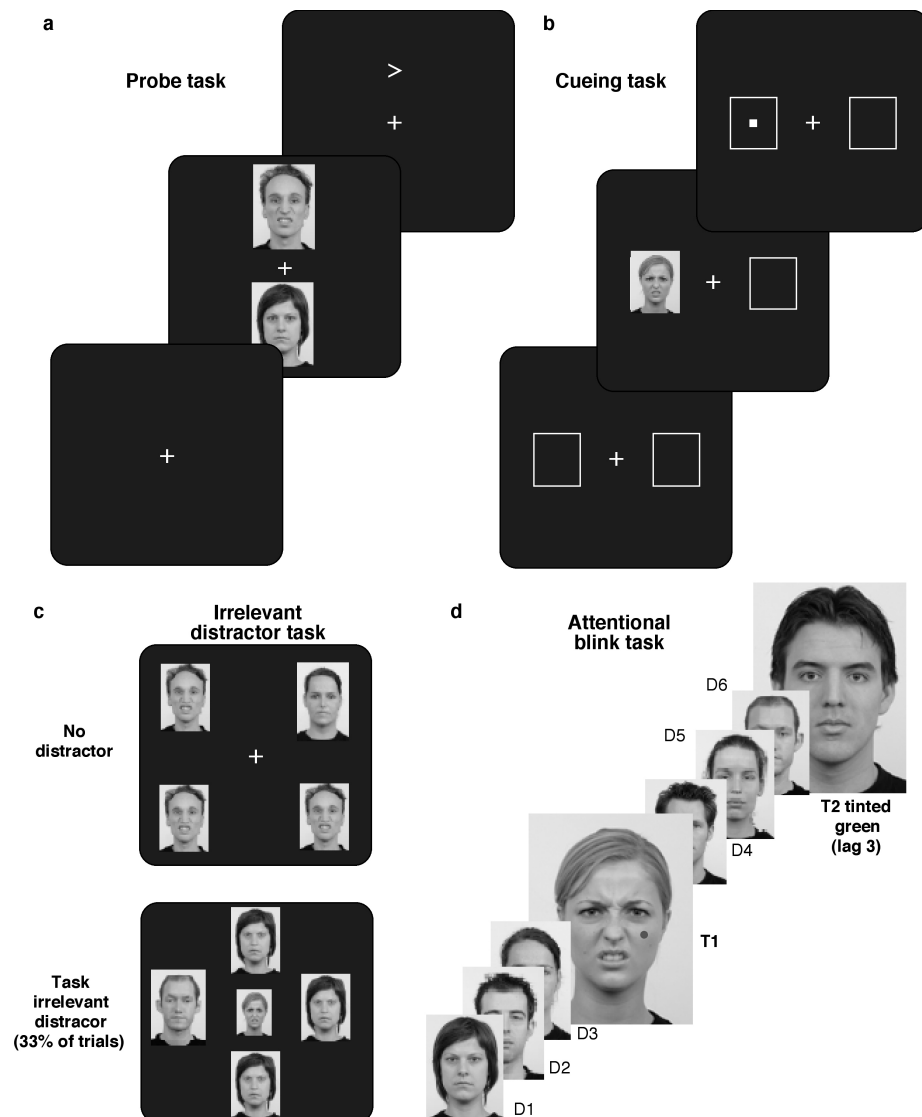 a
Probe task
>
b
Cueing task
c
Irrelevant
distractor task
No
distractor
Task
irrelevant
distracor
(33% of trials)
d
Attentional
blink task
D6
D5
T2 tinted
green
(lag 3)
D4
T1
D3
D2
D1